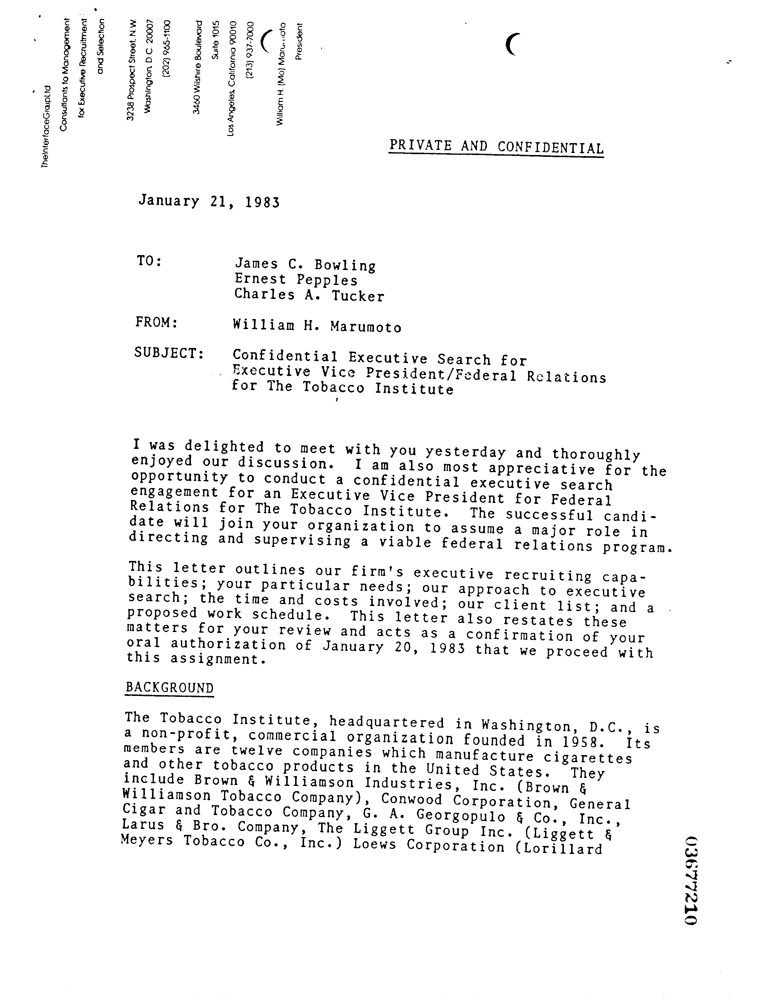 TheInterfaceGroupLtd
Consultants to Management
for Executive Recruitment
and Selection
3238 Prospect Street, N.W.
Washington, D.C. 20007
(202) 965-1100
3460 Wilshire Boulevard
Suite 1015
Los Angeles, California 90010
(213) 937-7000
William H. (Mo) Marumoto
President
PRIVATE AND CONFIDENTIAL
January 21, 1983
TO: James C. Bowling
Ernest Pepples
Charles A. Tucker
FROM: William H. Marumoto
SUBJECT: Confidential Executive Search for
Executive Vice President/Federal Relations
for The Tobacco Institute
I was delighted to meet with you yesterday and thoroughly
enjoyed our discussion. I am also most appreciative for the
opportunity to conduct a confidential executive search
engagement for an Executive Vice President for Federal
Relations for The Tobacco Institute. The successful candi-
date will join your organization to assume a major role in
directing and supervising a viable federal relations program.
This letter outlines our firm's executive recruiting capa-
bilities; your particular needs; our approach to executive
search; the time and costs involved; our client list; and a
proposed work schedule. This letter also restates these
matters for your review and acts as a confirmation of your
oral authorization of January 20, 1983 that we proceed with
this assignment.
BACKGROUND
The Tobacco Institute, headquartered in Washington, D.C., is
a non-profit, commercial organization founded in 1958. Its
members are twelve companies which manufacture cigarettes
and other tobacco products in the United States. They
include Brown & Williamson Industries, Inc. (Brown &
Williamson Tobacco Company), Conwood Corporation, General
Cigar and Tobacco Company, G. A. Georgopulo & Co., Inc.,
Larus & Bro. Company, The Liggett Group Inc. (Liggett &
Meyers Tobacco Co., Inc.) Loews Corporation (Lorillard
03677210